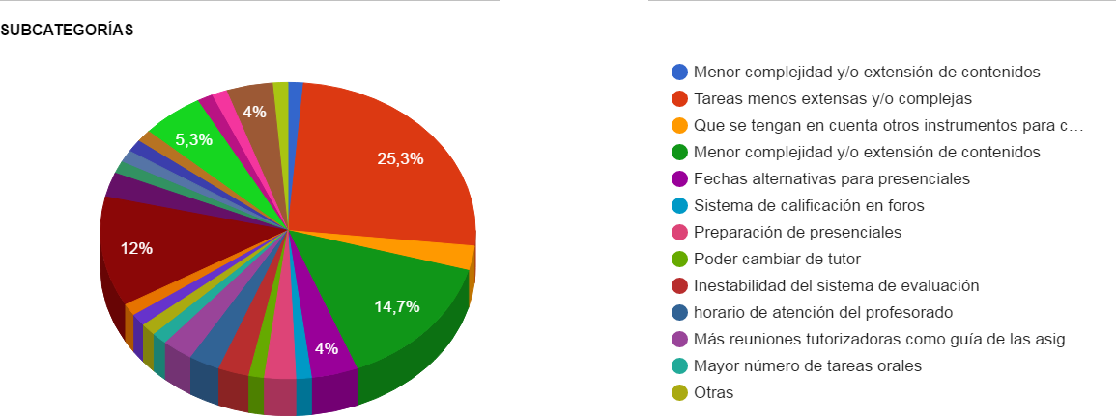 SUBCATEGORÍAS
4%
5,3%
25,3%
12%
14,7%
4%
Menor complejidad y/o extensión de contenidos
Tareas menos extensas y/o complejas
Que se tengan en cuenta otros instrumentos para c...
Menor complejidad y/o extensión de contenidos
Fechas alternativas para presenciales
Sistema de calificación en foros
Preparación de presenciales
Poder cambiar de tutor
Inestabilidad del sistema de evaluación
horario de atención del profesorado
Más reuniones tutorizadoras como guía de las asig
Mayor número de tareas orales
Otras